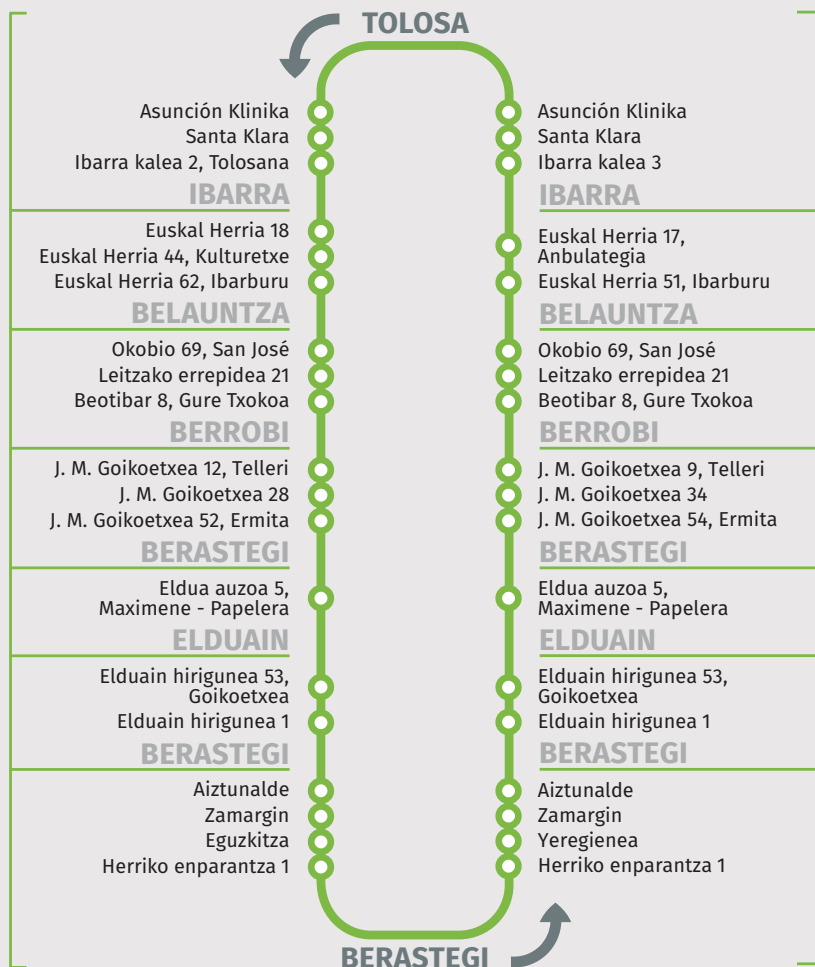 TOLOSA
Asunción Klinika
Santa Klara
Ibarra kalea 2, Tolosana
IBARRA
Euskal Herria 18
Euskal Herria 44, Kulturetxe
Euskal Herria 62, Ibarburu
BELAUNTZA
Okobio 69, San José
Leitzako errepidea 21
Beotibar 8, Gure Txokoa
BERROBI
J. M. Goikoetxea 12, Telleri
J. M. Goikoetxea 28
J. M. Goikoetxea 52, Ermita
BERASTEGI
Eldua auzoa 5,
Maximene - Papelera
ELDUAIN
Elduain hirigunea 53,
Goikoetxea
Elduain hirigunea 1
BERASTEGI
Aiztunalde
Zamargin
Eguzkitza
Herriko enparantza 1
Asunción Klinika
Santa Klara
Ibarra kalea 3
IBARRA
Euskal Herria 17,
Anbulategia
Euskal Herria 51, Ibarburu
BELAUNTZA
Okobio 69, San José
Leitzako errepidea 21
Beotibar 8, Gure Txokoa
BERROBI
J. M. Goikoetxea 9, Telleri
J. M. Goikoetxea 34
J. M. Goikoetxea 54, Ermita
BERASTEGI
Eldua auzoa 5,
Maximene - Papelera
ELDUAIN
Elduain hirigunea 53,
Goikoetxea
Elduain hirigunea 1
BERASTEGI
Aiztunalde
Zamargin
Yeregienea
Herriko enparantza 1
BERASTEGI